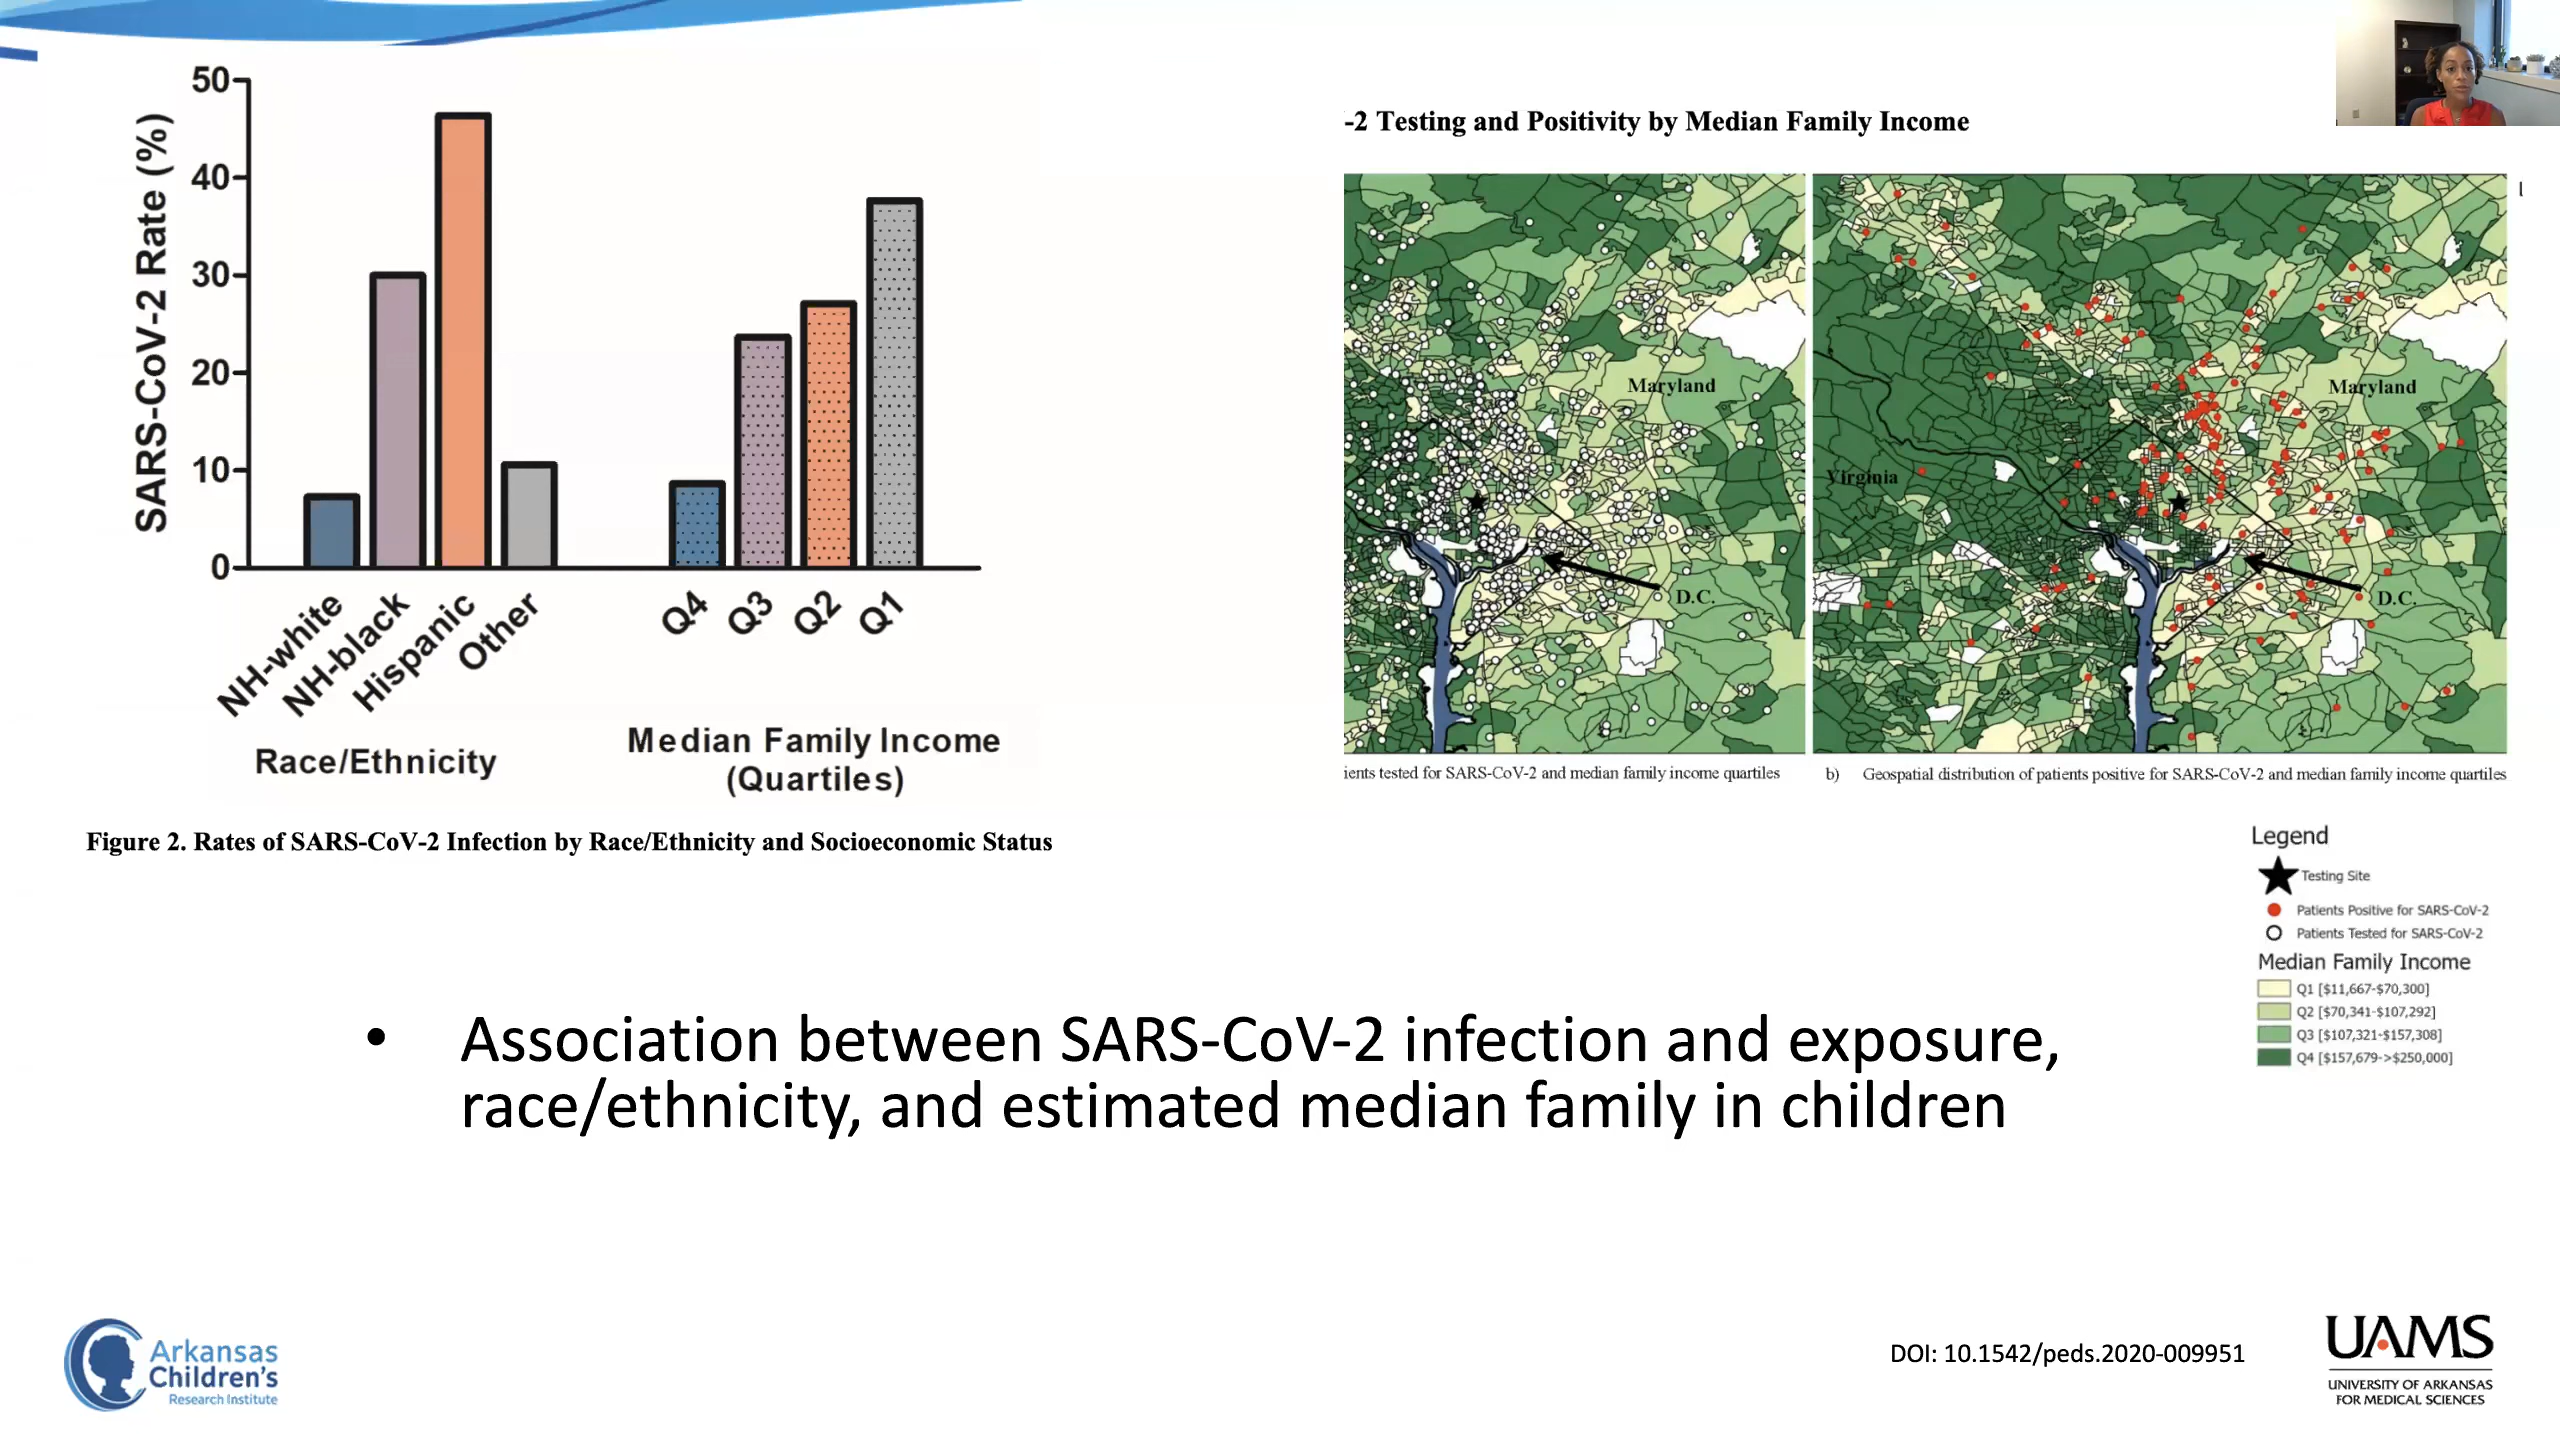 50
40
30
20
10
0
SARS-CoV-2 Rate (%)
NH-white
NH-black
Hispanic
Other
Q4
Q3
Q2
Q1
Race/Ethnicity
Median Family Income
(Quartiles)
Figure 2. Rates of SARS-CoV-2 Infection by Race/Ethnicity and Socioeconomic Status
-2 Testing and Positivity by Median Family Income
Maryland
D.C.
Virginia
Maryland
D.C.
ients tested for SARS-CoV-2 and median family income quartiles
b) Geospatial distribution of patients positive for SARS-CoV-2 and median family income quartiles
Legend
Testing Site
Patients Positive for SARS-CoV-2
Patients Tested for SARS-CoV-2
Median Family Income
Q1 [$11,667-$70,300]
Q2 [$70,341-$107,292]
Q3 [$107,321-$157,308]
Q4 [$157,679->$250,000]
• Association between SARS-CoV-2 infection and exposure,
race/ethnicity, and estimated median family in children
Arkansas
Children's
Research Institute
DOI: 10.1542/peds.2020-009951
UAMS
UNIVERSITY OF ARKANSAS
FOR MEDICAL SCIENCES